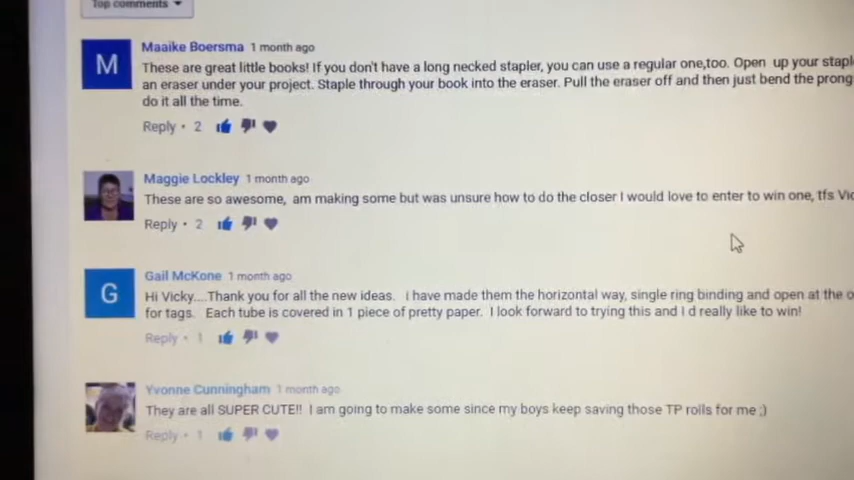 Top comments
M
Maaike Boersma 1 month ago
These are great little books! If you don't have a long necked stapler, you can use a regular one,too. Open up your stapl
an eraser under your project. Staple through your book into the eraser. Pull the eraser off and then just bend the prong
do it all the time.
Reply • 2
Maggie Lockley 1 month ago
These are so awesome, am making some but was unsure how to do the closer I would love to enter to win one, tfs Vic
Reply • 2
G
Gail McKone 1 month ago
Hi Vicky....Thank you for all the new ideas. I have made them the horizontal way, single ring binding and open at the o
for tags. Each tube is covered in 1 piece of pretty paper. I look forward to trying this and I d really like to win!
Reply • 1
Yvonne Cunningham 1 month ago
They are all SUPER CUTE!! I am going to make some since my boys keep saving those TP rolls for me ;)
Reply • 1